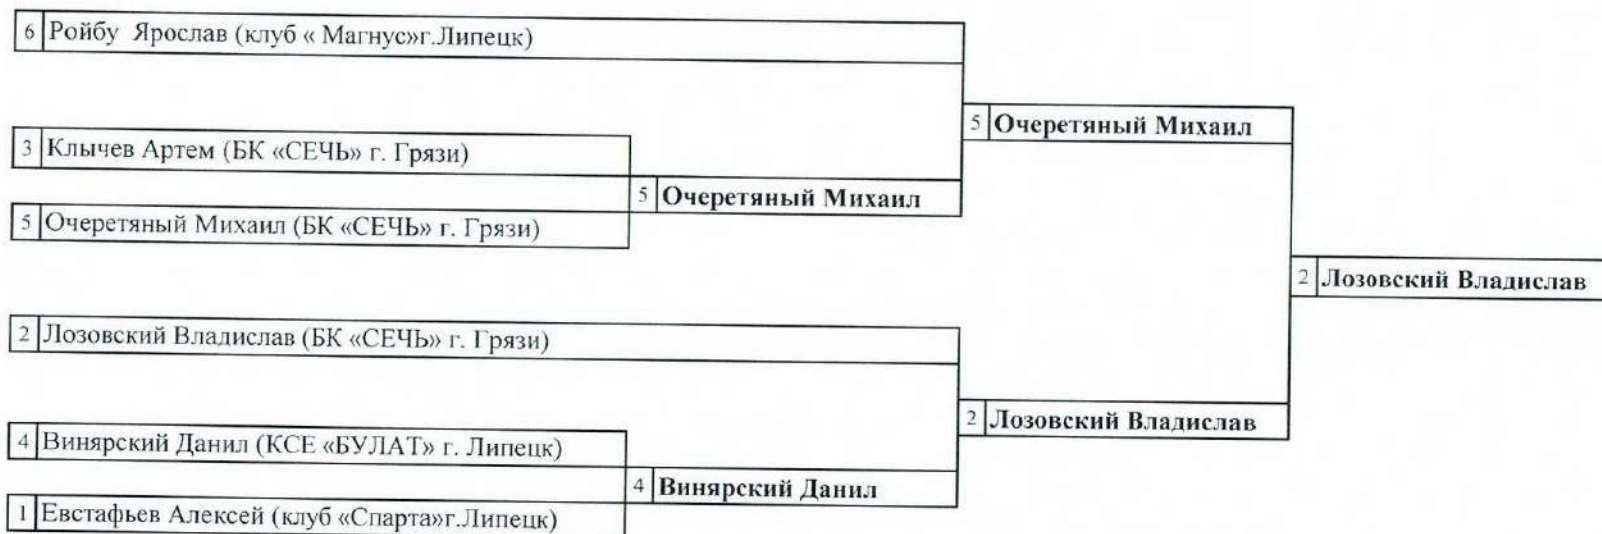 6 Ройбу Ярослав (клуб « Магнус»г.Липецк)
5 Очеретяный Михаил
3 Клычев Артем (БК «СЕЧЬ» г. Грязи)
5 Очеретяный Михаил
5 Очеретяный Михаил (БК «СЕЧЬ» г. Грязи)
2 Лозовский Владислав
2 Лозовский Владислав (БК «СЕЧЬ» г. Грязи)
2 Лозовский Владислав
4 Винярский Данил (КСЕ «БУЛАТ» г. Липецк)
4 Винярский Данил
1 Евстафьев Алексей (клуб «Спарта»г.Липецк)